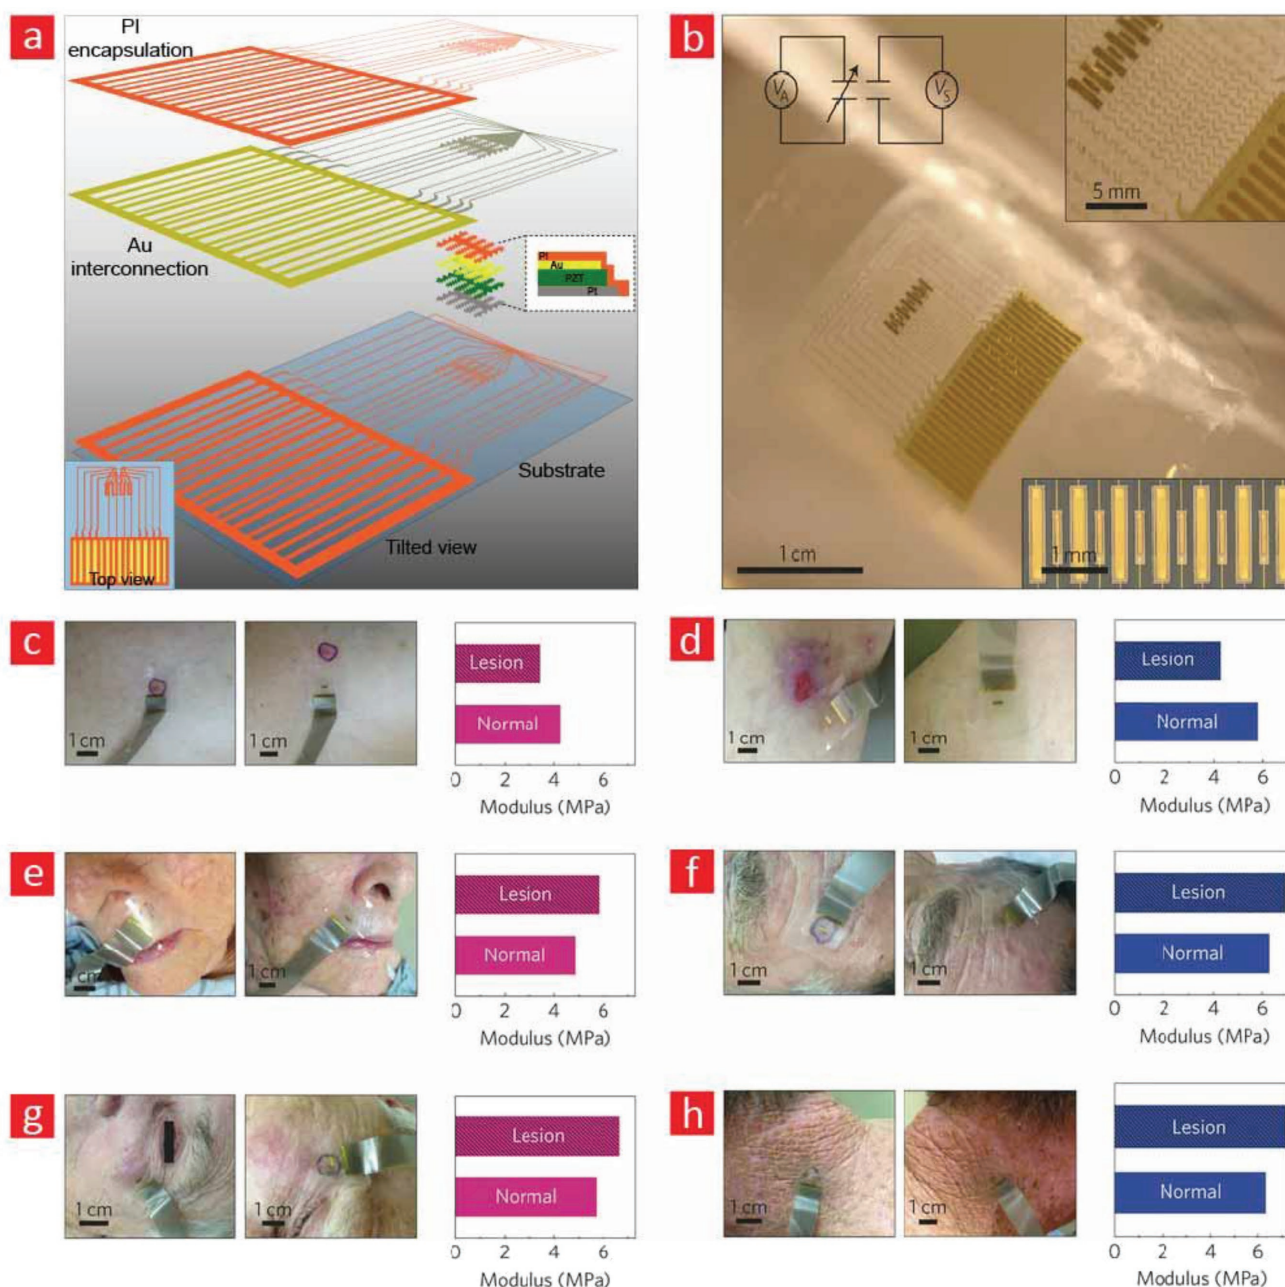 a
PI
encapsulation
Au
interconnection
PI
Au
PZT
Pt
Substrate
Tilted view
Top view
b
V_A
V_S
5 mm
1 cm
1 mm
c
1 cm
1 cm
Lesion
Normal
0 2 4 6
Modulus (MPa)
d
1 cm
1 cm
Lesion
Normal
0 2 4 6
Modulus (MPa)
e
cm
1 cm
Lesion
Normal
0 2 4 6
Modulus (MPa)
f
1 cm
1 cm
Lesion
Normal
0 2 4 6
Modulus (MPa)
g
1 cm
1 cm
Lesion
Normal
0 2 4 6
Modulus (MPa)
h
1 cm
1 cm
Lesion
Normal
0 2 4 6
Modulus (MPa)